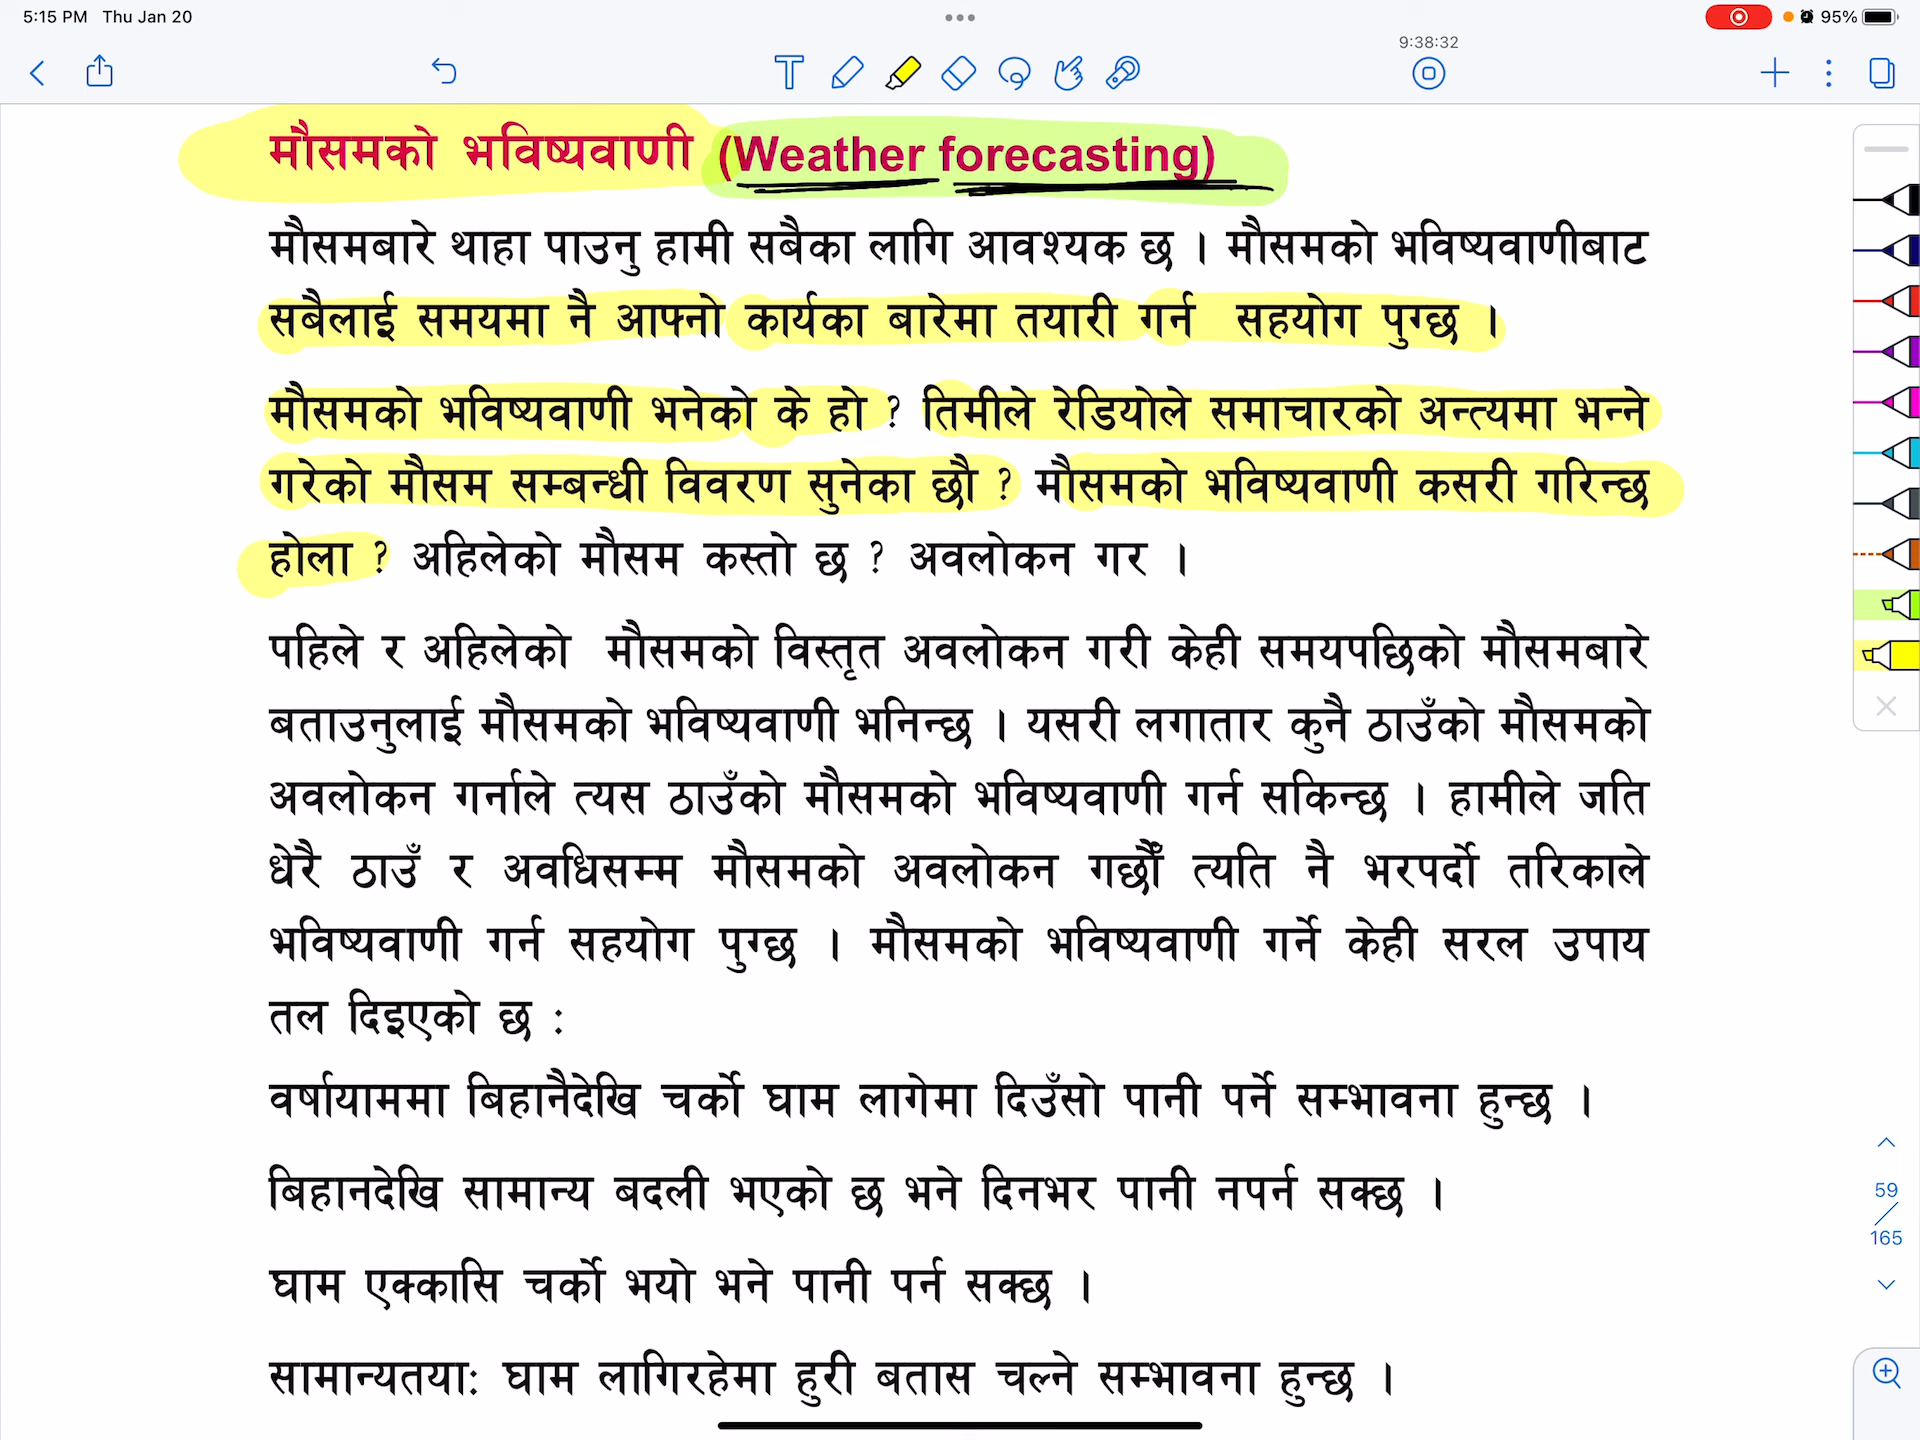 5:15 PM Thu Jan 20
95%
9:38:32
मौसमको भविष्यवाणी (Weather forecasting)
मौसमबारे थाहा पाउनु हामी सबैका लागि आवश्यक छ । मौसमको भविष्यवाणीबाट
सबैलाई समयमा नै आफ्नो कार्यका बारेमा तयारी गर्न सहयोग पुग्छ ।
मौसमको भविष्यवाणी भनेको के हो ? तिमीले रेडियोले समाचारको अन्त्यमा भन्ने
गरेको मौसम सम्बन्धी विवरण सुनेका छौ ? मौसमको भविष्यवाणी कसरी गरिन्छ
होला ? अहिलेको मौसम कस्तो छ ? अवलोकन गर ।
पहिले र अहिलेको मौसमको विस्तृत अवलोकन गरी केही समयपछिको मौसमबारे
बताउनुलाई मौसमको भविष्यवाणी भनिन्छ । यसरी लगातार कुनै ठाउँको मौसमको
अवलोकन गर्नाले त्यस ठाउँको मौसमको भविष्यवाणी गर्न सकिन्छ । हामीले जति
धेरै ठाउँ र अवधिसम्म मौसमको अवलोकन गर्छौँ त्यति नै भरपर्दो तरिकाले
भविष्यवाणी गर्न सहयोग पुग्छ । मौसमको भविष्यवाणी गर्ने केही सरल उपाय
तल दिइएको छ :
वर्षायाममा बिहानैदेखि चर्को घाम लागेमा दिउँसो पानी पर्ने सम्भावना हुन्छ ।
बिहानदेखि सामान्य बदली भएको छ भने दिनभर पानी नपर्न सक्छ ।
घाम एक्कासि चर्को भयो भने पानी पर्न सक्छ ।
सामान्यतयाः घाम लागिरहेमा हुरी बतास चल्ने सम्भावना हुन्छ ।
59
165